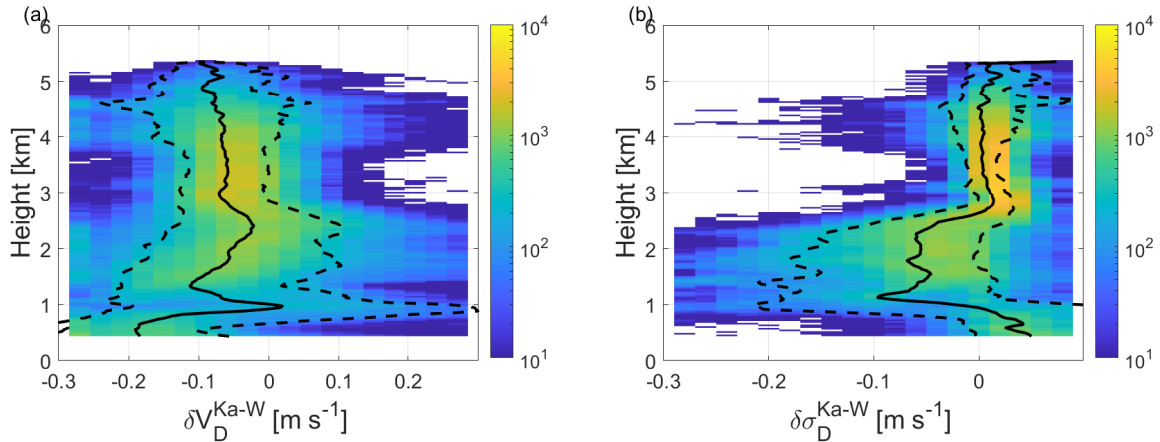 (a)
6
5
4
3
2
1
0
Height [km]
-0.3 -0.2 -0.1 0 0.1 0.2
δV_D^Ka-W [m s^-1]
10^4
10^3
10^2
10^1
(b)
6
5
4
3
2
1
0
Height [km]
-0.3 -0.2 -0.1 0
δσ_D^Ka-W [m s^-1]
10^4
10^3
10^2
10^1